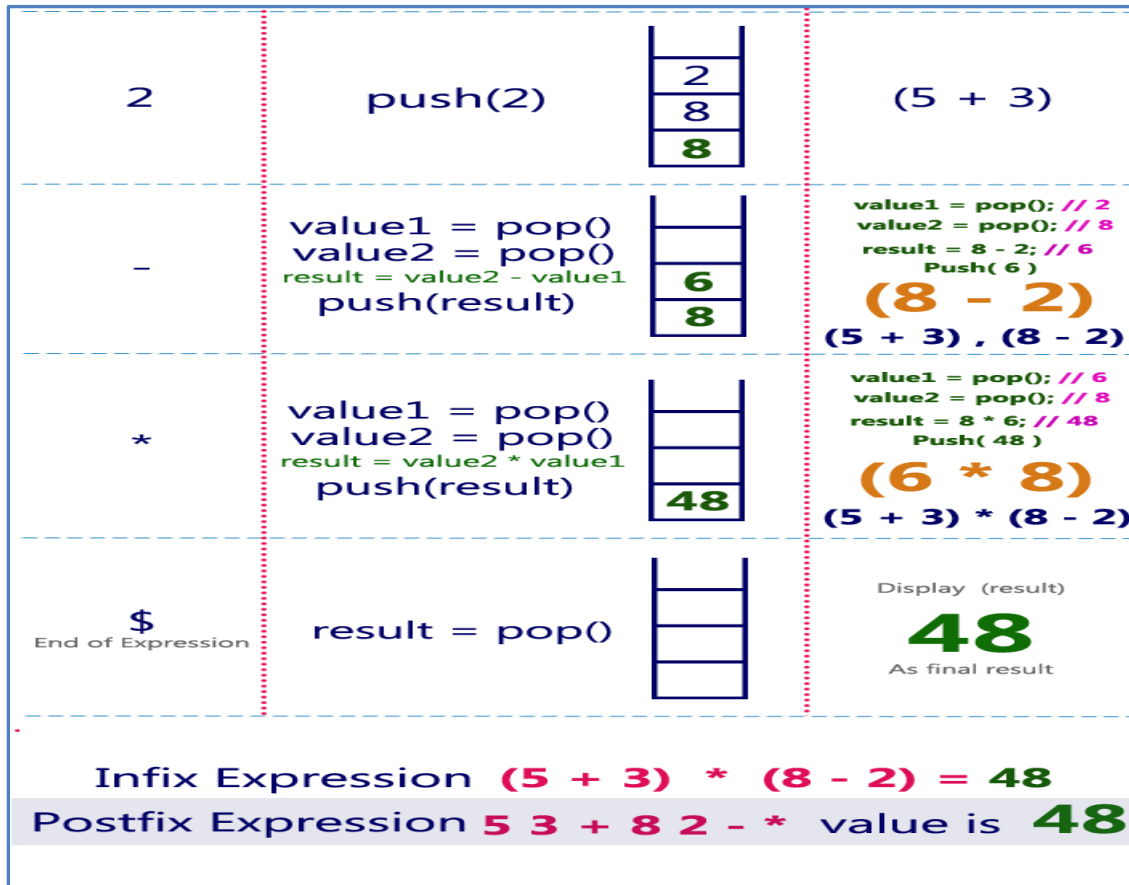 2
push(2)
2
8
8
(5 + 3)
-
value1 = pop()
value2 = pop()
result = value2 - value1
push(result)
6
8
value1 = pop(); // 2
value2 = pop(); // 8
result = 8 - 2; // 6
Push( 6 )
(8 - 2)
(5 + 3) , (8 - 2)
*
value1 = pop()
value2 = pop()
result = value2 * value1
push(result)
48
value1 = pop(); // 6
value2 = pop(); // 8
result = 8 * 6; // 48
Push( 48 )
(6 * 8)
(5 + 3) * (8 - 2)
$
End of Expression
result = pop()
Display (result)
48
As final result
Infix Expression (5 + 3) * (8 - 2) = 48
Postfix Expression 5 3 + 8 2 - * value is 48